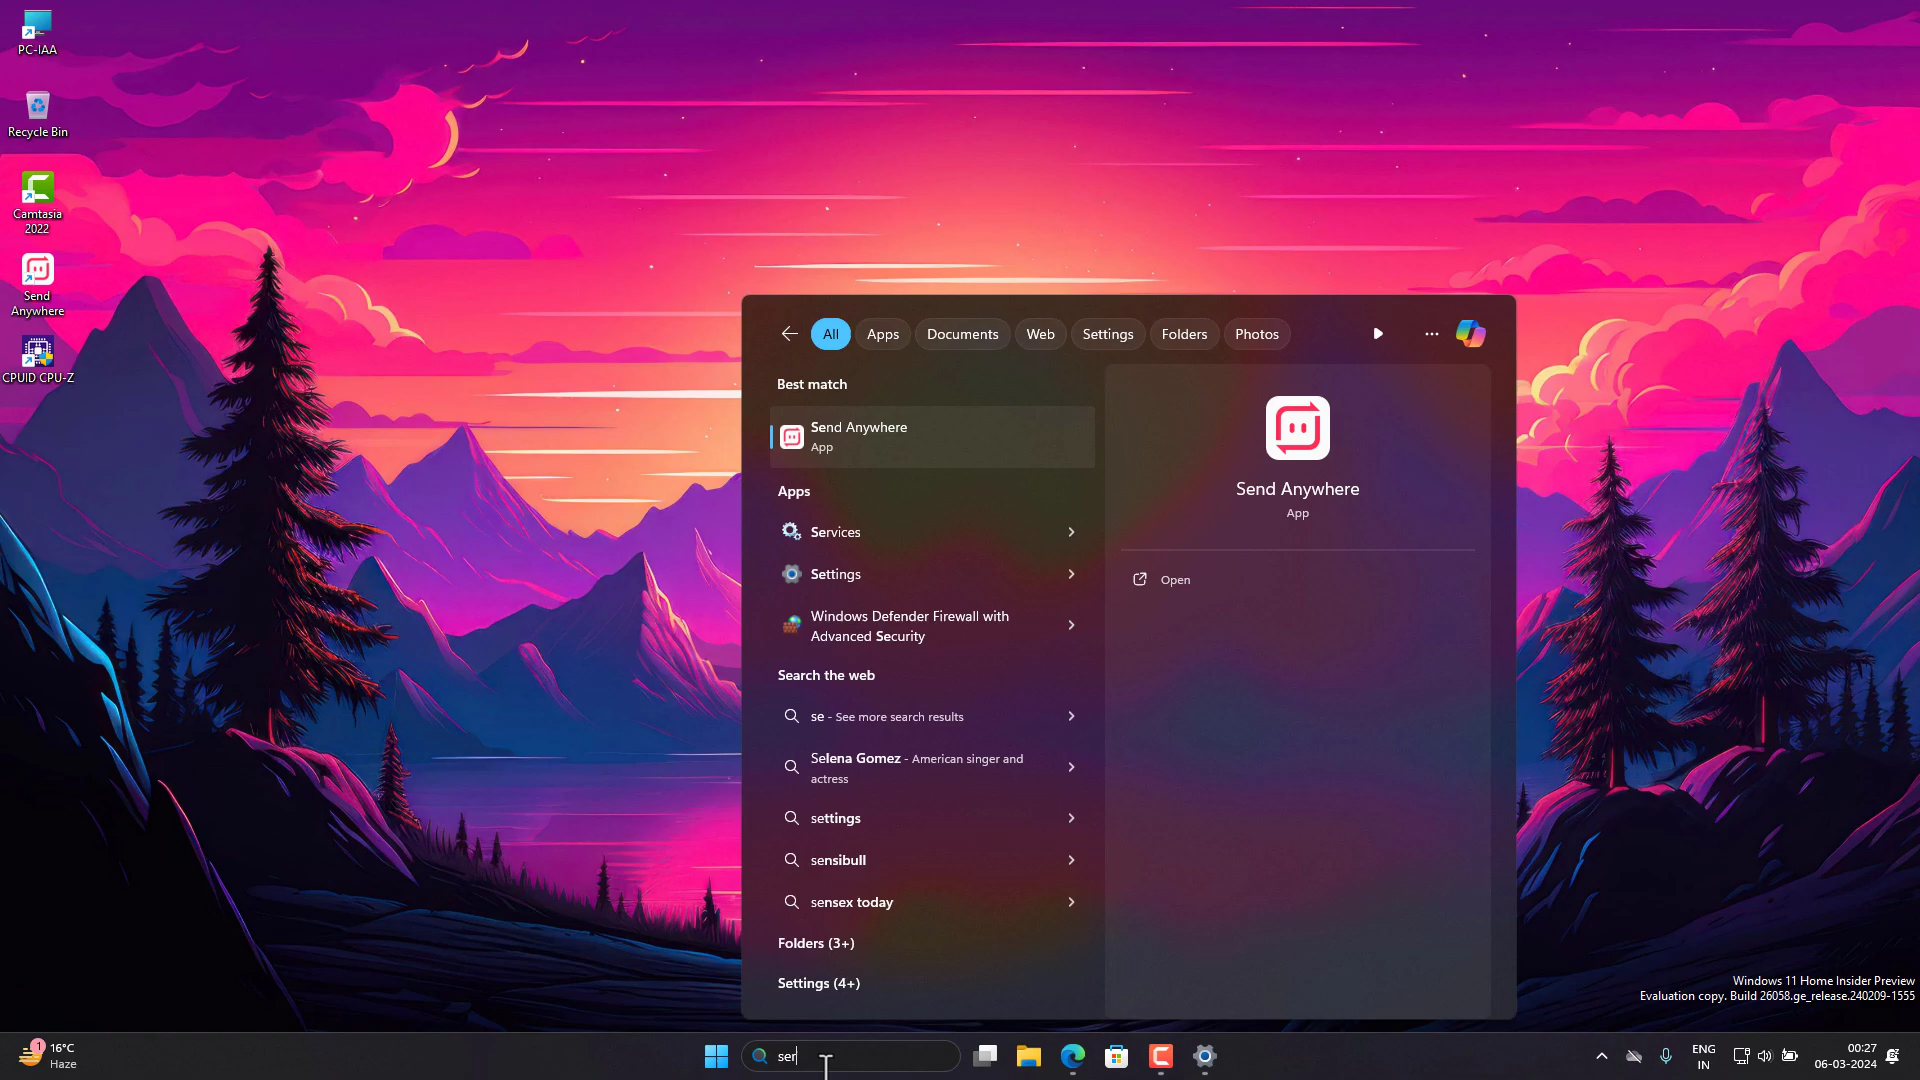 PC-IAA
Recycle Bin
Camtasia
2022
Send
Anywhere
CPUID CPU-Z
All
Apps
Documents
Web
Settings
Folders
Photos
Best match
Send Anywhere
App
Apps
Services
Settings
Windows Defender Firewall with
Advanced Security
Search the web
se - See more search results
Selena Gomez - American singer and
actress
settings
sensibull
sensex today
Folders (3+)
Settings (4+)
Send Anywhere
App
Open
Windows 11 Home Insider Preview
Evaluation copy. Build 26058.ge_release.240209-1555
1
16°C
Haze
ser
ENG
IN
00:27
06-03-2024